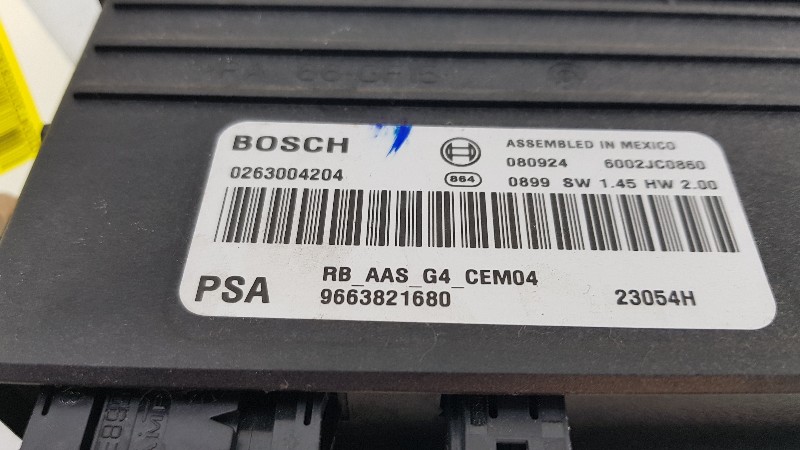 BOSCH
ASSEMBLED IN MEXICO
0263004204
080924 6002JC0860
864
0899 SW 1.45 HW 2.00
PSA
RB_AAS_G4_CEM04
9663821680
23054H